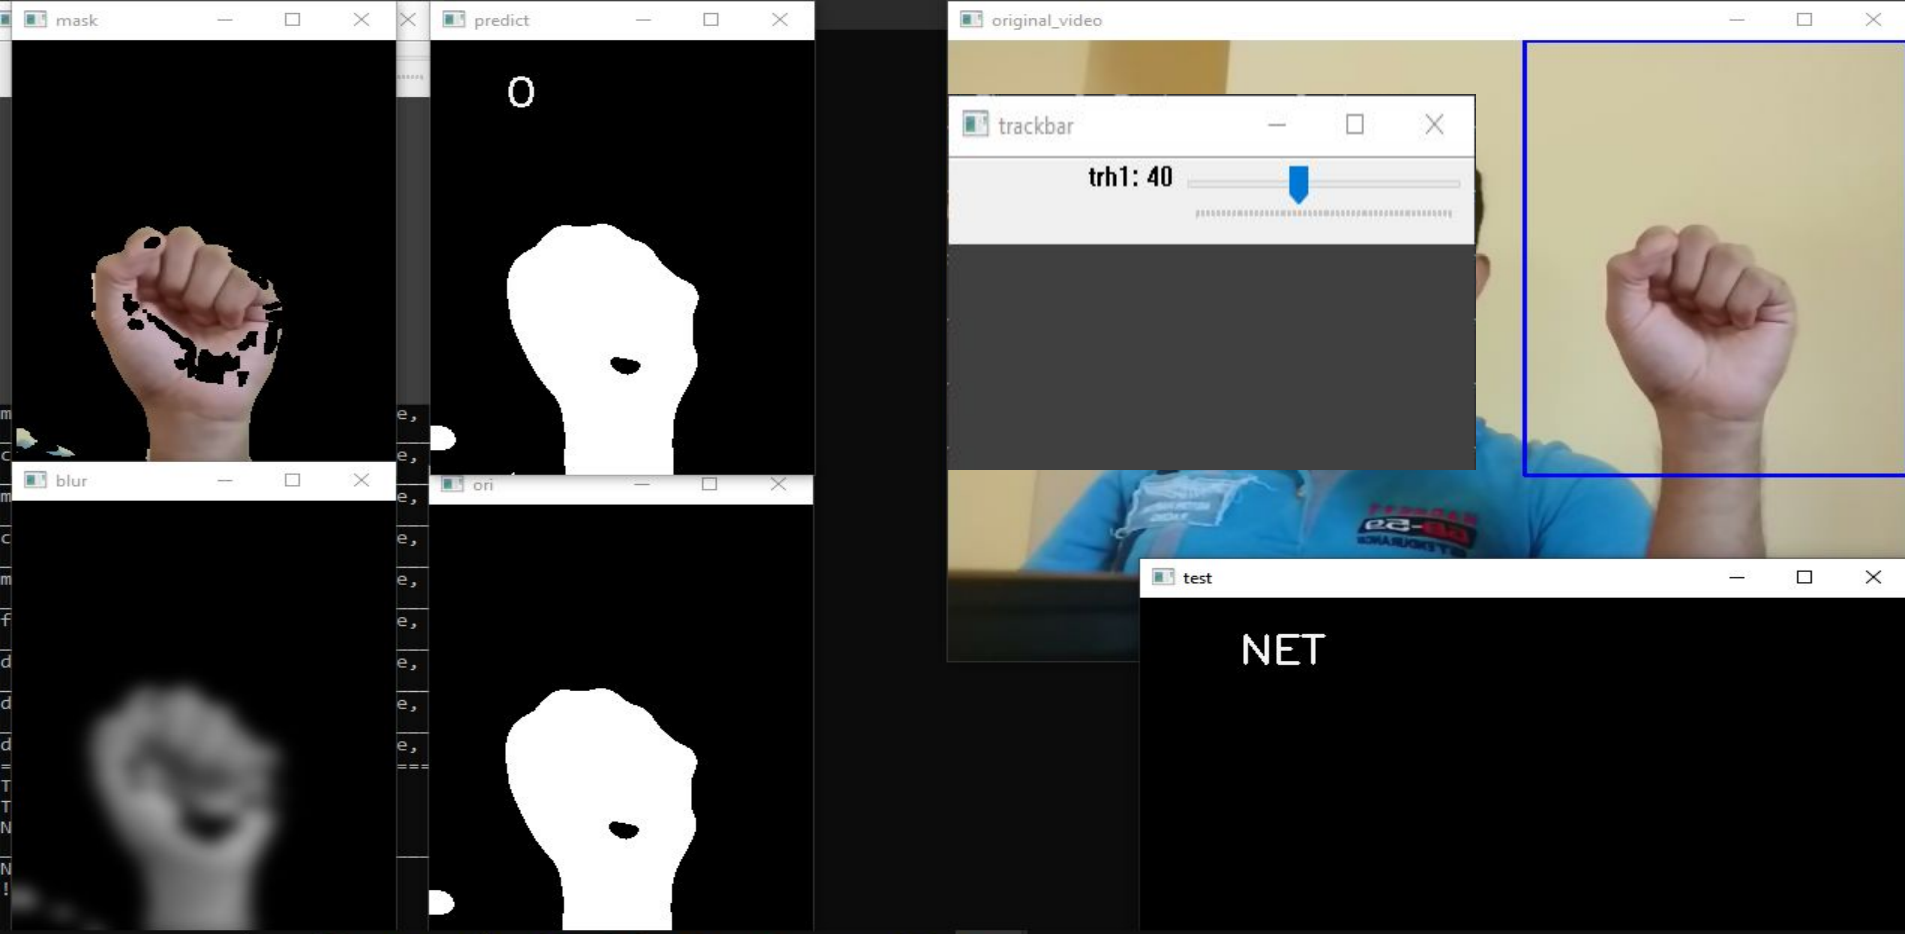 mask
predict
O
original_video
trackbar
trh1: 40
blur
ori
test
NET